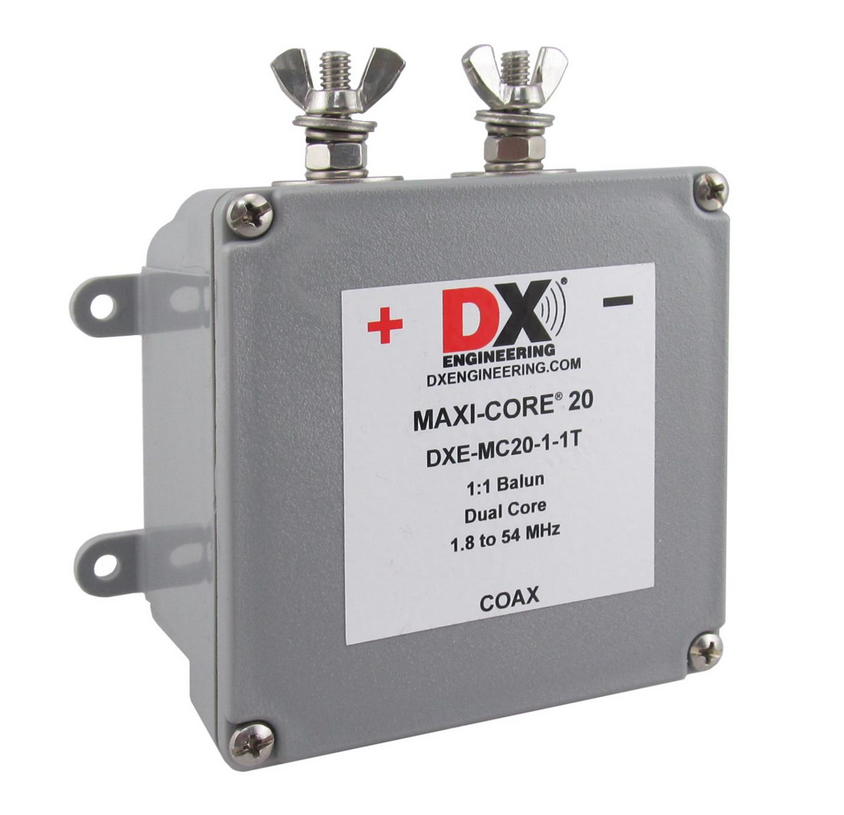 + DX® −
ENGINEERING
DXENGINEERING.COM
MAXI-CORE® 20
DXE-MC20-1-1T
1:1 Balun
Dual Core
1.8 to 54 MHz
COAX